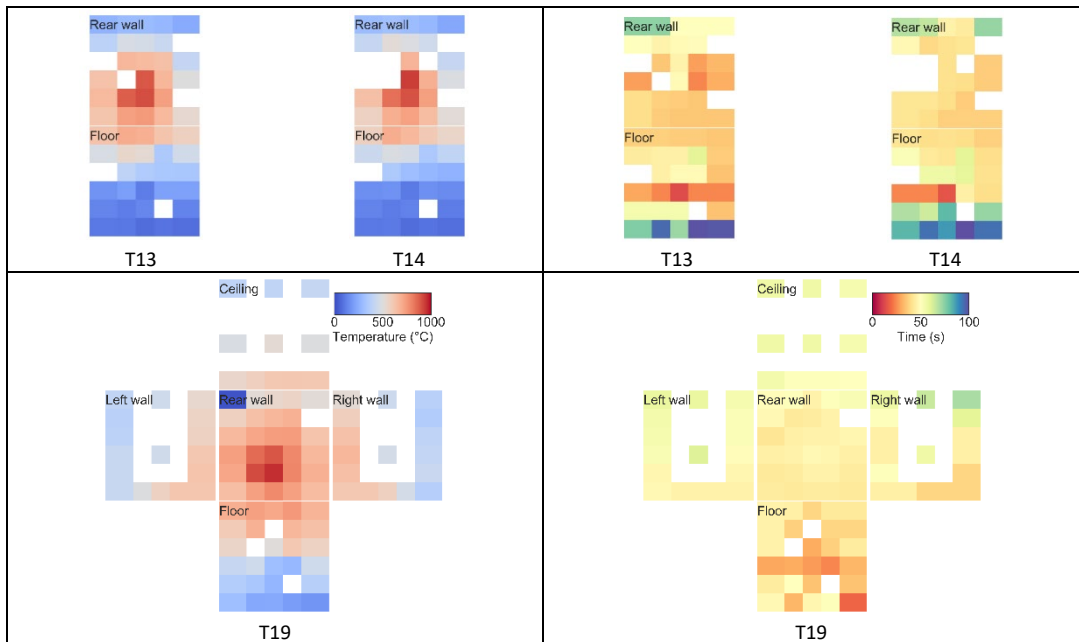 Rear wall
Floor
T13
Rear wall
Floor
T14
Rear wall
Floor
T13
Rear wall
Floor
T14
Ceiling
0 500 1000
Temperature (°C)
Left wall
Rear wall
Right wall
Floor
T19
Ceiling
0 50 100
Time (s)
Left wall
Rear wall
Right wall
Floor
T19